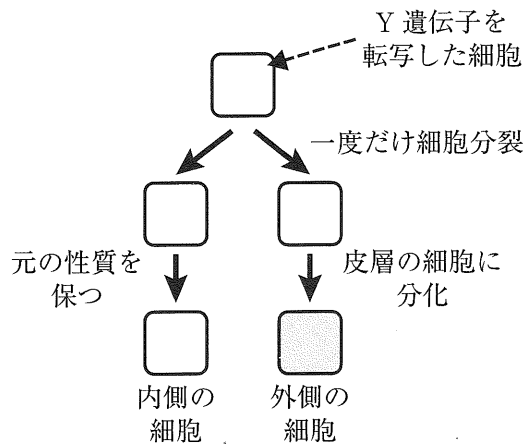 Y 遺伝子を
転写した細胞
一度だけ細胞分裂
元の性質を
保つ
皮層の細胞に
分化
内側の
細胞
外側の
細胞